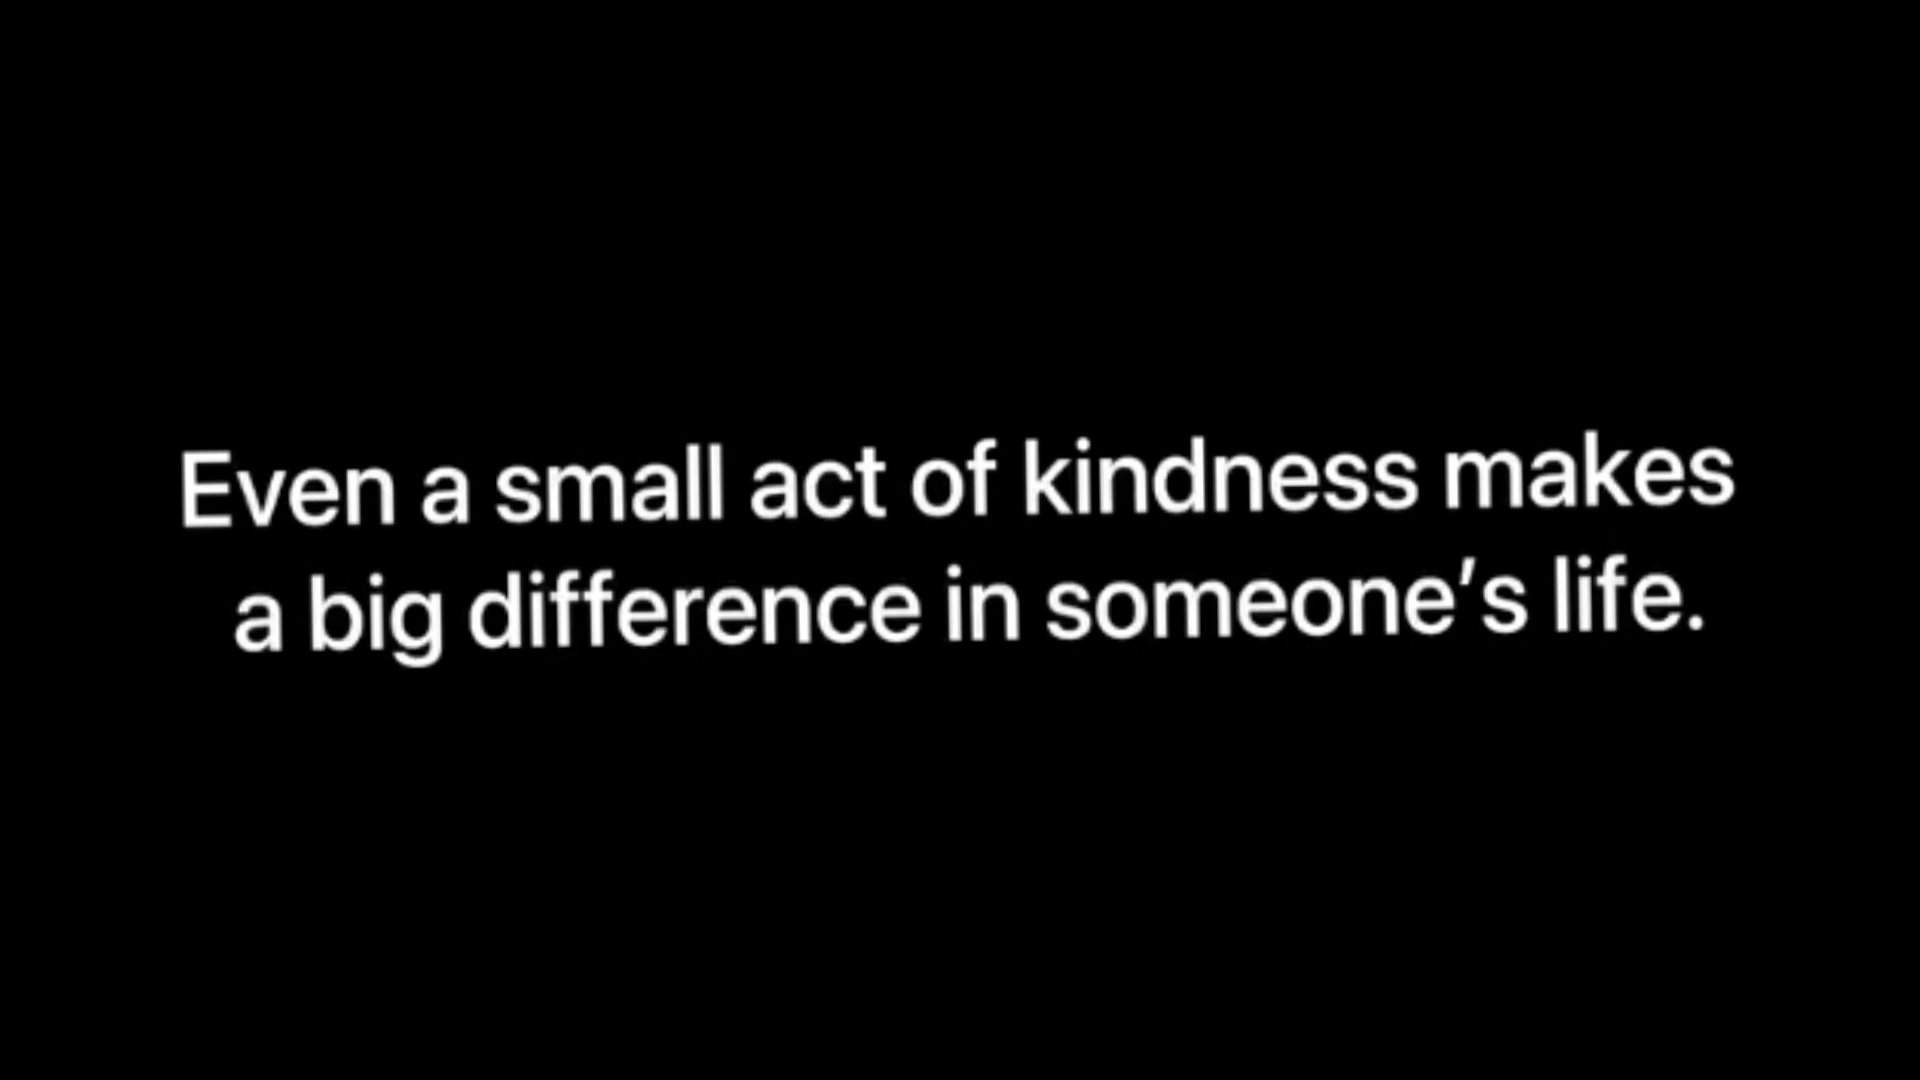 Even a small act of kindness makes
a big difference in someone’s life.